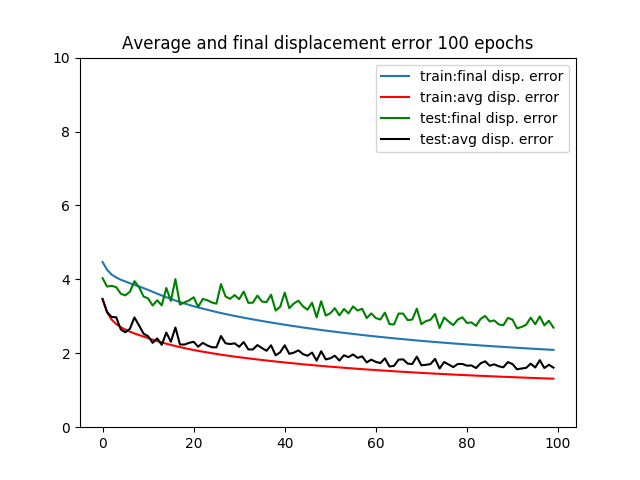 Average and final displacement error 100 epochs
10
8
6
4
2
0
train:final disp. error
train:avg disp. error
test:final disp. error
test:avg disp. error
0 20 40 60 80 100